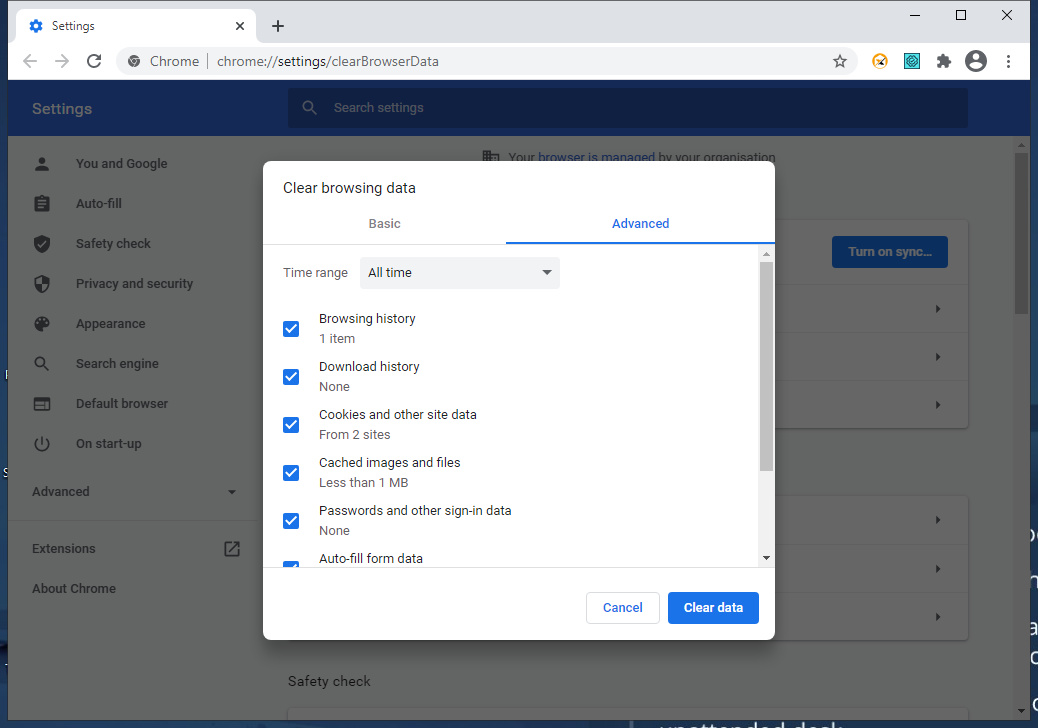 Settings
Chrome
chrome://settings/clearBrowserData
Settings
Search settings
Your browser is managed by your organisation
You and Google
Auto-fill
Safety check
Privacy and security
Appearance
Search engine
Default browser
On start-up
Advanced
Extensions
About Chrome
Turn on sync...
Clear browsing data
Basic
Advanced
Time range
All time
Browsing history
1 item
Download history
None
Cookies and other site data
From 2 sites
Cached images and files
Less than 1 MB
Passwords and other sign-in data
None
Auto-fill form data
Cancel
Clear data
Safety check
unattended desk